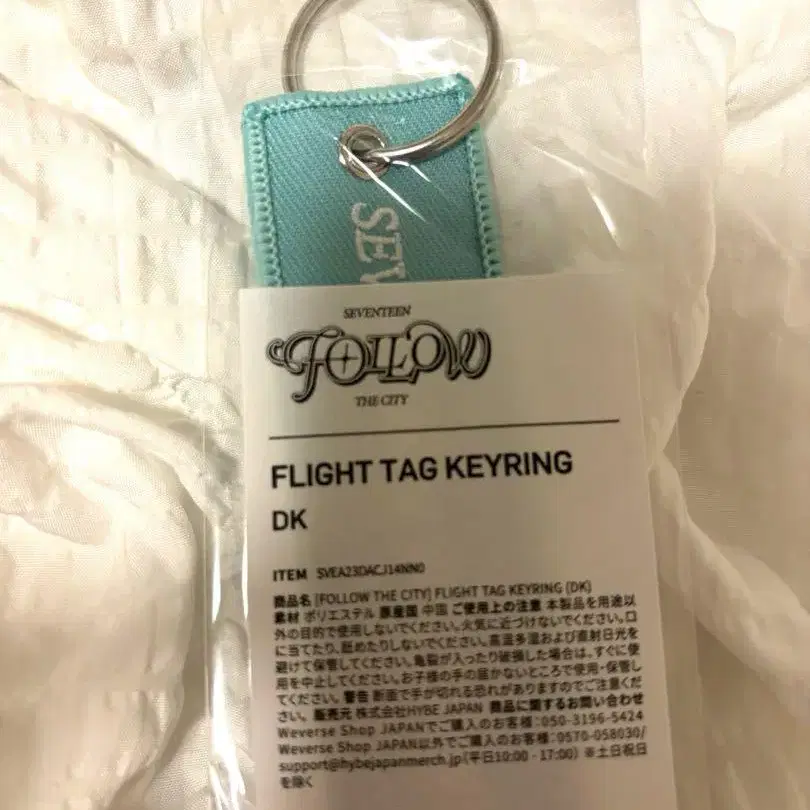 SEV
SEVENTEEN
FOLLOW
THE CITY
FLIGHT TAG KEYRING
DK
ITEM SVEA23DACJ14NN0
商品名 [FOLLOW THE CITY] FLIGHT TAG KEYRING (DK)
素材 ポリエステル 原産国 中国 ご使用上の注意 本製品を用途以
外の目的で使用しないでください。火気に近づけないでください。口
に当てたり、舐めたりしないでください。高温多湿および直射日光を
避けて保管してください。亀裂が入ったり破損した場合は、すぐに使
用を中止してください。お子様の手の届かないところで使用・保管し
てください。警告 断面で手が切れる恐れがありますのでご注意くだ
さい。販売元 株式会社HYBE JAPAN 商品に関するお問い合わせ
Weverse Shop JAPANでご購入のお客様：050-3196-5424
Weverse Shop JAPAN以外でご購入のお客様：0570-058030/
support@hybejapanmerch.jp(平日10:00 - 17:00) ※土日祝日
を除く